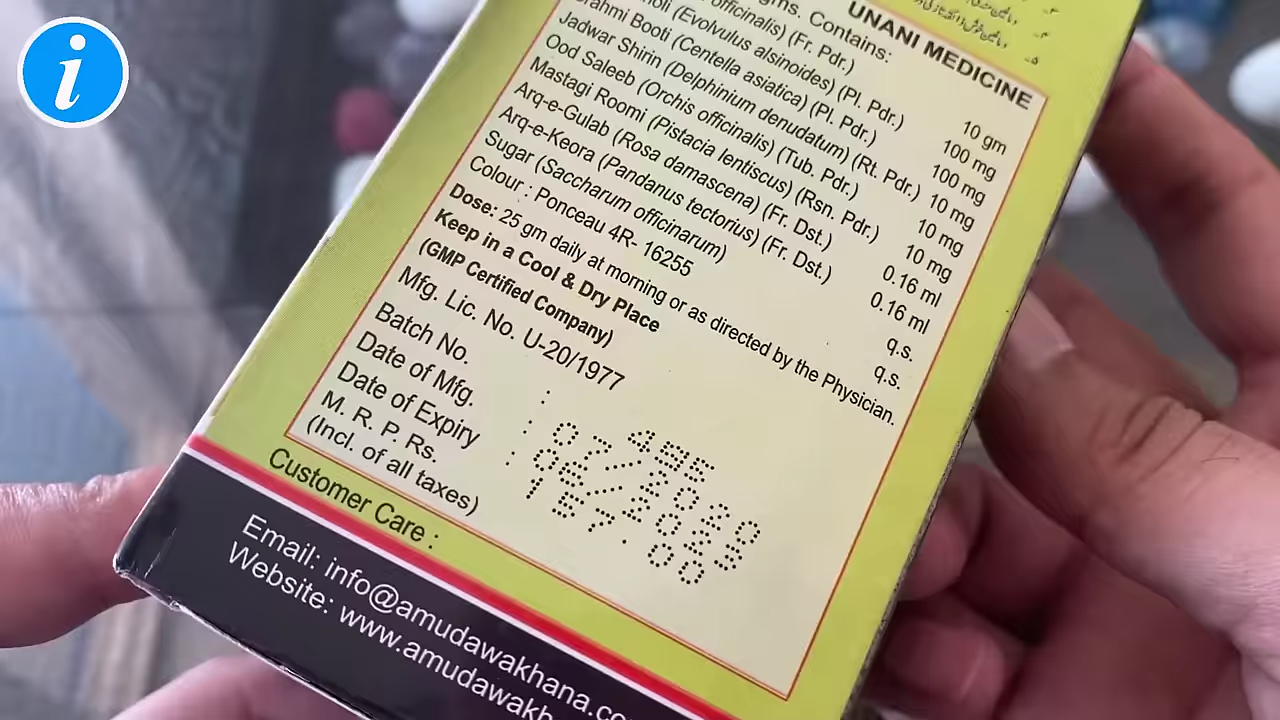 i
UNANI MEDICINE
gms. Contains:
officinalis) (Fr. Pdr.) 10 gm
(Evolvulus alsinoides) (Pl. Pdr.) 100 mg
Brahmi Booti (Centella asiatica) (Pl. Pdr.) 100 mg
Jadwar Shirin (Delphinium denudatum) (Rt. Pdr.) 10 mg
Ood Saleeb (Orchis officinalis) (Tub. Pdr.) 10 mg
Mastagi Roomi (Pistacia lentiscus) (Rsn. Pdr.) 10 mg
Arq-e-Gulab (Rosa damascena) (Fr. Dst.) 0.16 ml
Arq-e-Keora (Pandanus tectorius) (Fr. Dst.) 0.16 ml
Sugar (Saccharum officinarum) q.s.
Colour : Ponceau 4R- 16255 q.s.
Dose: 25 gm daily at morning or as directed by the Physician.
Keep in a Cool & Dry Place
(GMP Certified Company)
Mfg. Lic. No. U-20/1977
Batch No. :
Date of Mfg. : 07/2020
Date of Expiry : 06/2023
M. R. P. Rs. 167.00
(Incl. of all taxes)
Customer Care :
Email: info@amudawakhana.co
Website: www.amudawakh